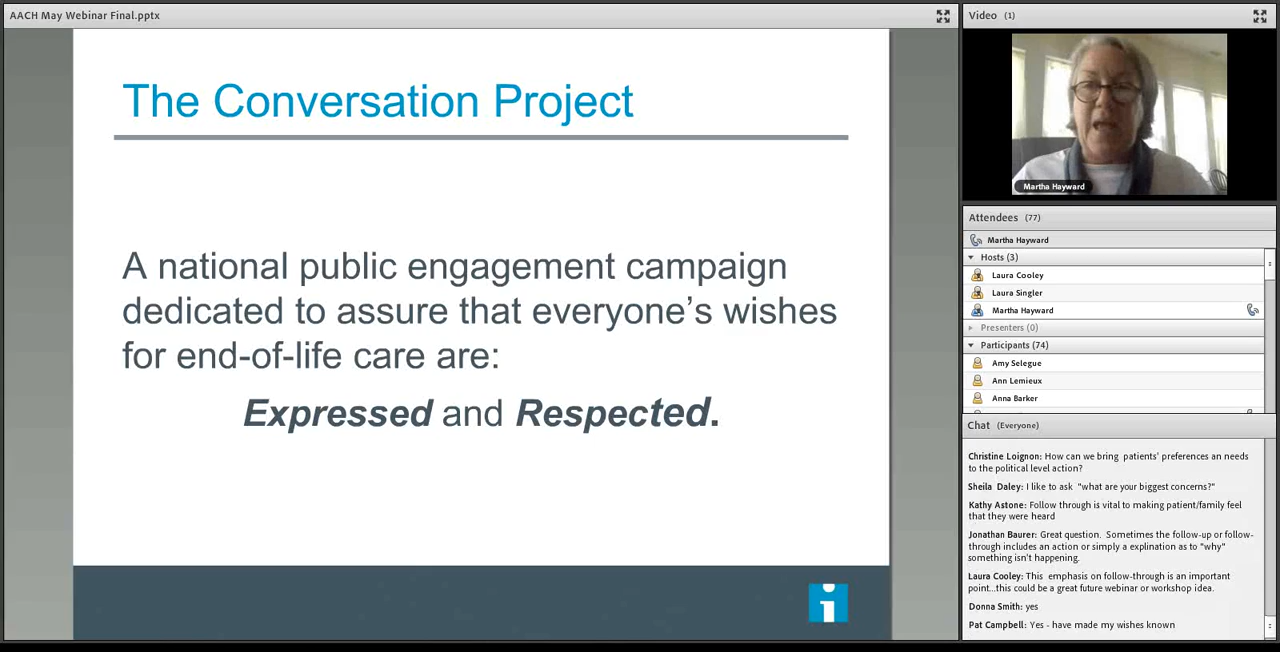 AACH May Webinar Final.pptx
The Conversation Project
A national public engagement campaign
dedicated to assure that everyone’s wishes
for end-of-life care are:
Expressed and Respected.
Video (1)
Martha Hayward
Attendees (77)
Martha Hayward
Hosts (3)
Laura Cooley
Laura Singler
Martha Hayward
Presenters (0)
Participants (74)
Amy Selegue
Ann Lemieux
Anna Barker
Chat (Everyone)
Christine Loignon: How can we bring patients' preferences an needs
to the political level action?
Sheila Daley: I like to ask "what are your biggest concerns?"
Kathy Astone: Follow through is vital to making patient/family feel
that they were heard
Jonathan Baurer: Great question. Sometimes the follow-up or follow-
through includes an action or simply a explination as to "why"
something isn't happening.
Laura Cooley: This emphasis on follow-through is an important
point...this could be a great future webinar or workshop idea.
Donna Smith: yes
Pat Campbell: Yes - have made my wishes known